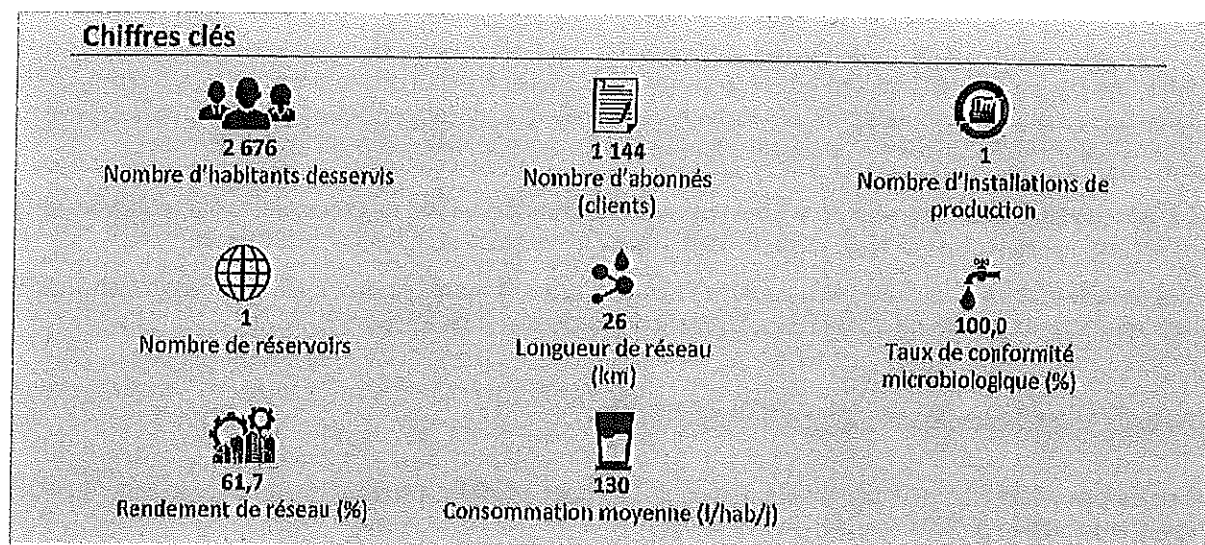 Chiffres clés
2 676
Nombre d'habitants desservis
1 144
Nombre d'abonnés
(clients)
1
Nombre d'installations de
production
1
Nombre de réservoirs
26
Longueur de réseau
(km)
100,0
Taux de conformité
microbiologique (%)
61,7
Rendement de réseau (%)
130
Consommation moyenne (l/hab/j)